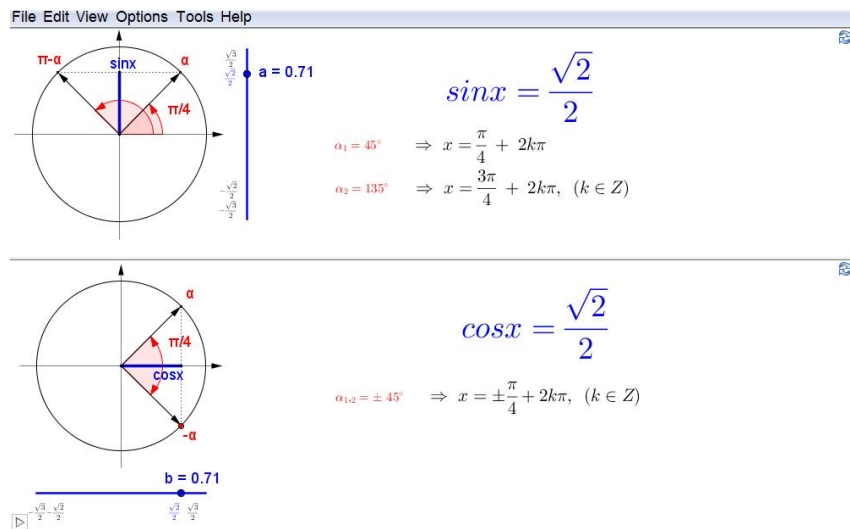 File Edit View Options Tools Help
π-α
sinx
α
π/4
√3/2
√2/2
a = 0.71
-√2/2
-√3/2
sinx = √2/2
α₁ = 45° ⇒ x = π/4 + 2kπ
α₂ = 135° ⇒ x = 3π/4 + 2kπ, (k ∈ Z)
α
π/4
cosx
-α
b = 0.71
-√3/2 -√2/2 √2/2 √3/2
cosx = √2/2
α₁,₂ = ± 45° ⇒ x = ±π/4 + 2kπ, (k ∈ Z)